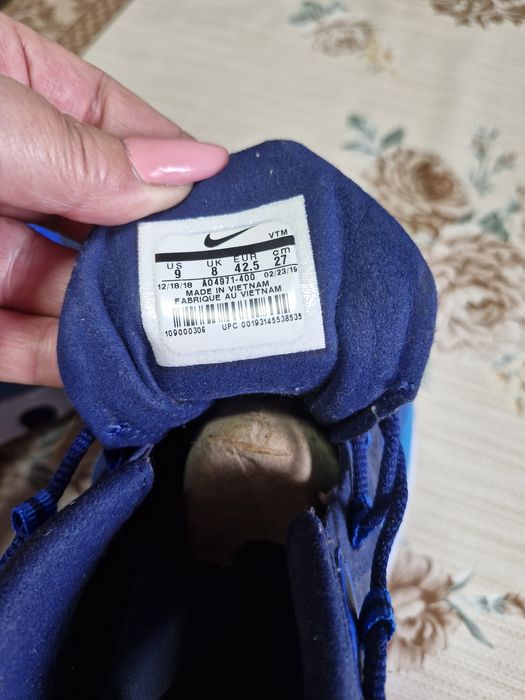 VTM
US UK EUR cm
9 8 42.5 27
12/18/18 AO4971-400 02/23/19
MADE IN VIETNAM
FABRIQUE AU VIETNAM
109000306 UPC 00193145538535